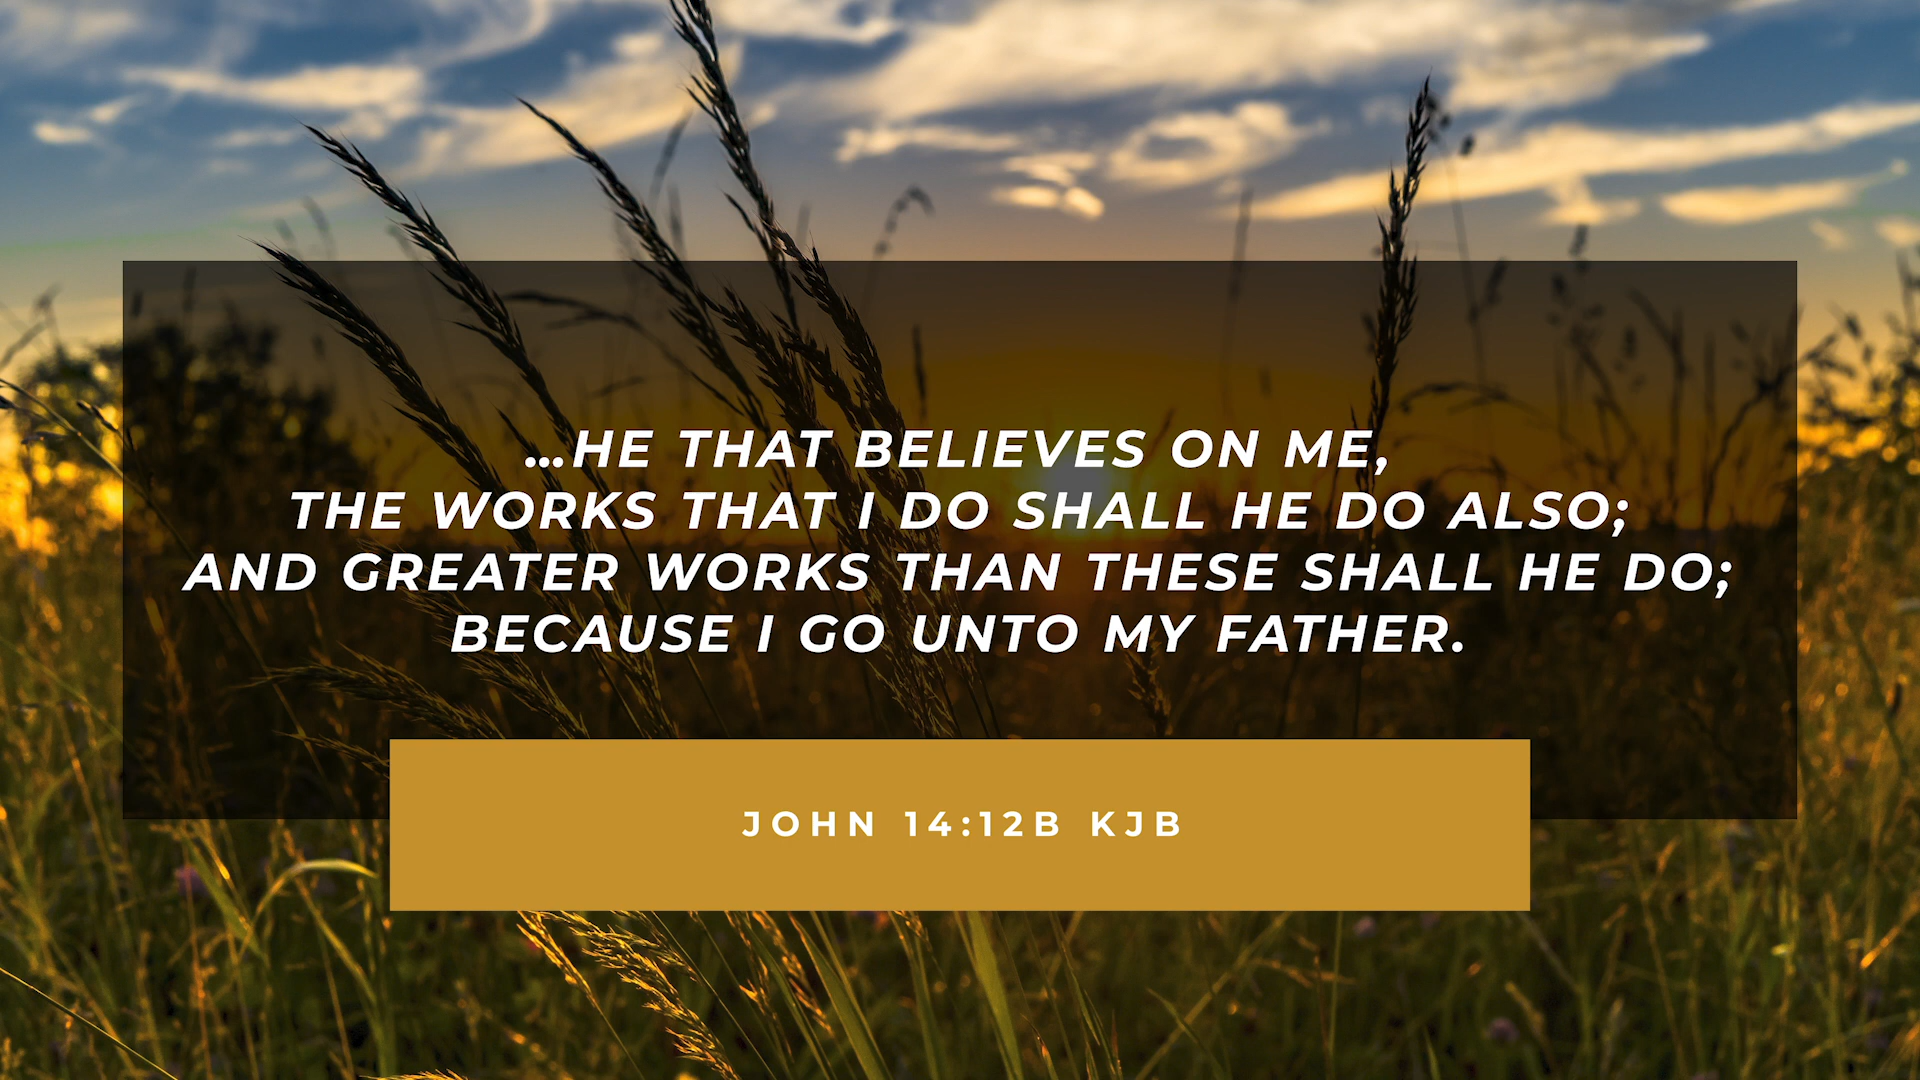 …HE THAT BELIEVES ON ME,
THE WORKS THAT I DO SHALL HE DO ALSO;
AND GREATER WORKS THAN THESE SHALL HE DO;
BECAUSE I GO UNTO MY FATHER.
JOHN 14:12B KJB